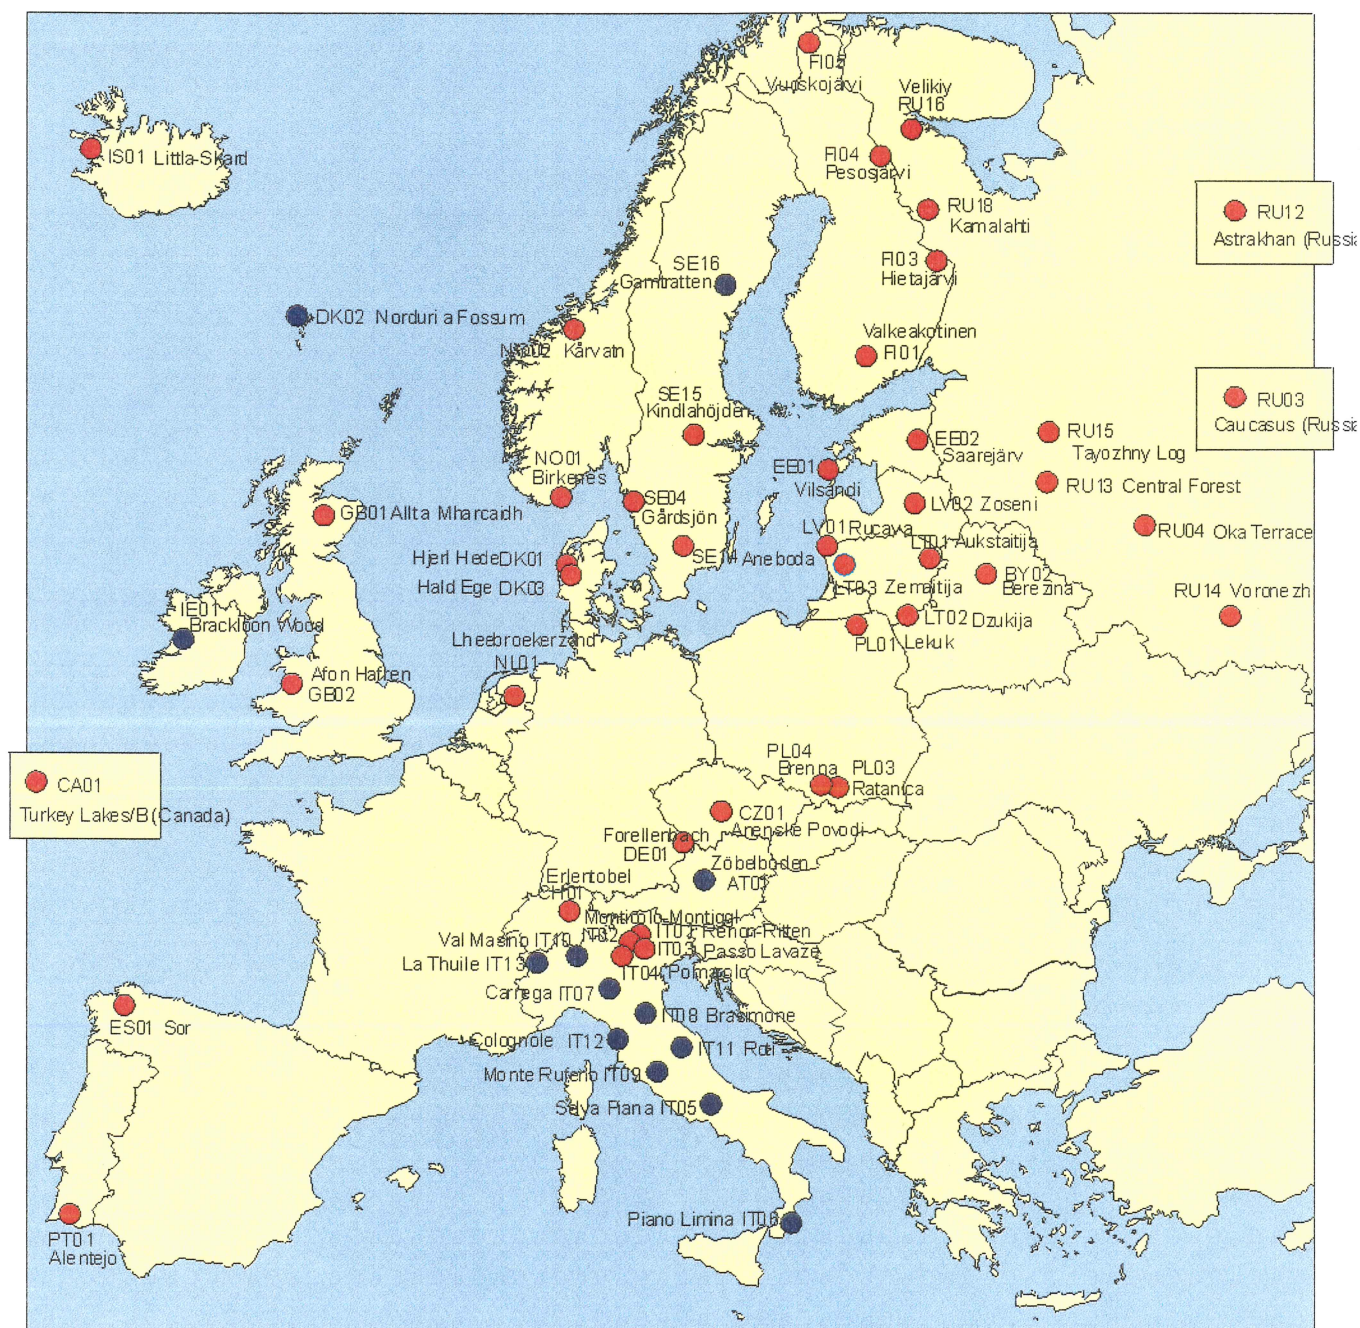 FI05
Vuoskojärvi
Velikiy
RU16
IS01 Littla-Skard
FI04
Pesosjärvi
RU18
Kamalahti
RU12
Astrakhan (Russia
SE16
Gamtratten
FI03
Hietajärvi
DK02 Norduria Fossum
NO02 Kårvatn
Valkeakotinen
FI01
SE15
Kindlahöjden
RU03
Caucasus (Russia
RU15
Tayozhny Log
EE02
Saarejärv
EE01
Vilsandi
RU13 Central Forest
NO01
Birkenes
SE04
Gårdsjön
LV02 Zoseni
GB01 Allta Mharcaidh
RU04 Oka Terrace
LV01 Rucava
LT01 Aukstaitija
SE14 Aneboda
Hjerl Hede DK01
Hald Ege DK03
LT03 Zemaitija
BY02
Berezina
RU14 Voronezh
IE01
Brackloon Wood
LT02 Dzukija
PL01 Lekuk
Lheebroekerzand
NL01
Afon Hafren
GB02
PL04
Brenna
PL03
Ratanica
CA01
Turkey Lakes/B(Canada)
CZ01
Anenske Povodi
Forellenbach
DE01
Zöbelboden
AT01
Erlentobel
CH01
Monticolo-Montiggl
IT02
IT01 Renon-Ritten
Val Masino IT10
IT03 Passo Lavaze
La Thuile IT13
IT04 Pomarolo
Carrega IT07
ES01 Sor
IT08 Brasimone
Colognole IT12
IT11 Roti
Monte Rufeno IT09
Selva Piana IT05
Piano Limina IT06
PT01
Alentejo